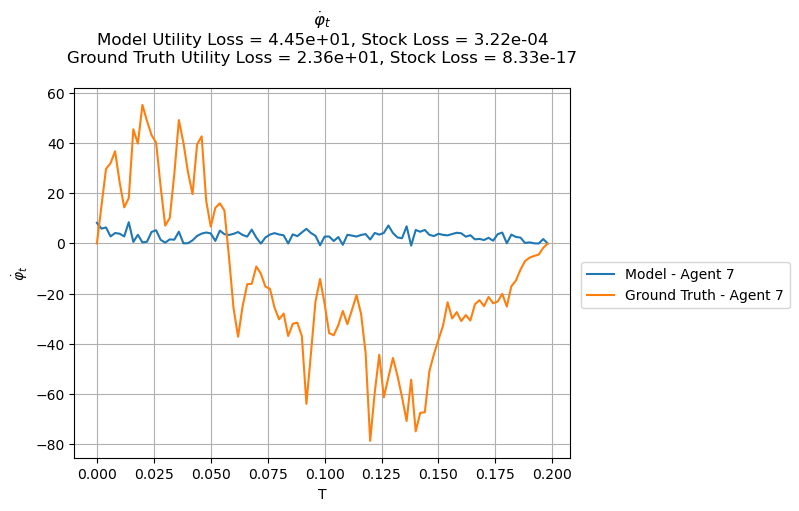 φ̇ₜ
Model Utility Loss = 4.45e+01, Stock Loss = 3.22e-04
Ground Truth Utility Loss = 2.36e+01, Stock Loss = 8.33e-17
60
40
20
0
−20
−40
−60
−80
φ̇ₜ
0.000
0.025
0.050
0.075
0.100
0.125
0.150
0.175
0.200
T
Model - Agent 7
Ground Truth - Agent 7